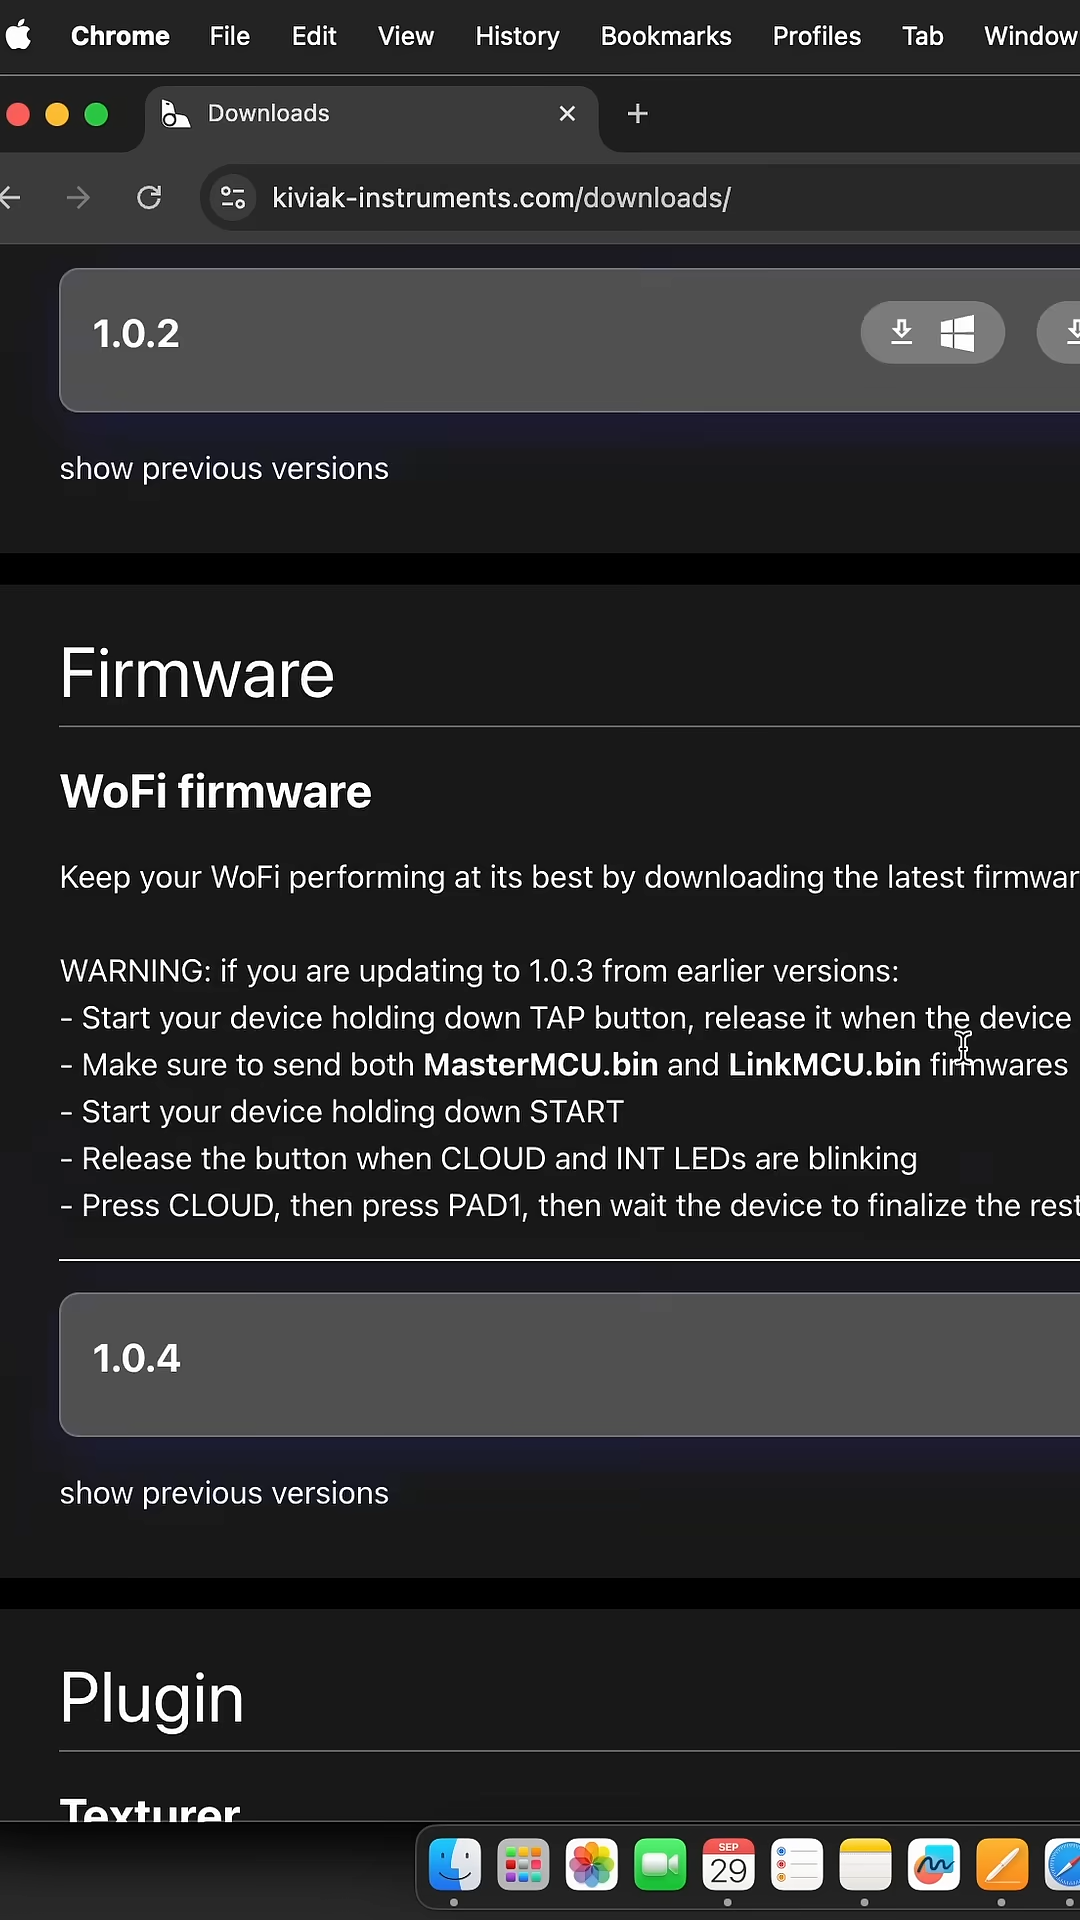 Chrome File Edit View History Bookmarks Profiles Tab Window
Downloads
kiviak-instruments.com/downloads/
1.0.2
show previous versions
Firmware
WoFi firmware
Keep your WoFi performing at its best by downloading the latest firmwar
WARNING: if you are updating to 1.0.3 from earlier versions:
- Start your device holding down TAP button, release it when the device
- Make sure to send both MasterMCU.bin and LinkMCU.bin firmwares
- Start your device holding down START
- Release the button when CLOUD and INT LEDs are blinking
- Press CLOUD, then press PAD1, then wait the device to finalize the rest
1.0.4
show previous versions
Plugin
Texturer
SEP
29